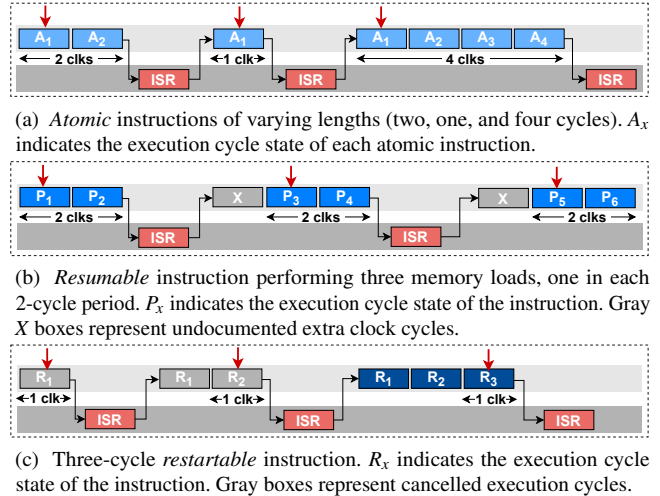 A1 A2 A1 A1 A2 A3 A4
2 clks 1 clk 4 clks
ISR ISR ISR
(a) Atomic instructions of varying lengths (two, one, and four cycles). Ax
indicates the execution cycle state of each atomic instruction.
P1 P2 X P3 P4 X P5 P6
2 clks 2 clks 2 clks
ISR ISR
(b) Resumable instruction performing three memory loads, one in each
2-cycle period. Px indicates the execution cycle state of the instruction. Gray
X boxes represent undocumented extra clock cycles.
R1 R1 R2 R1 R2 R3
1 clk 1 clk 1 clk
ISR ISR ISR
(c) Three-cycle restartable instruction. Rx indicates the execution cycle
state of the instruction. Gray boxes represent cancelled execution cycles.